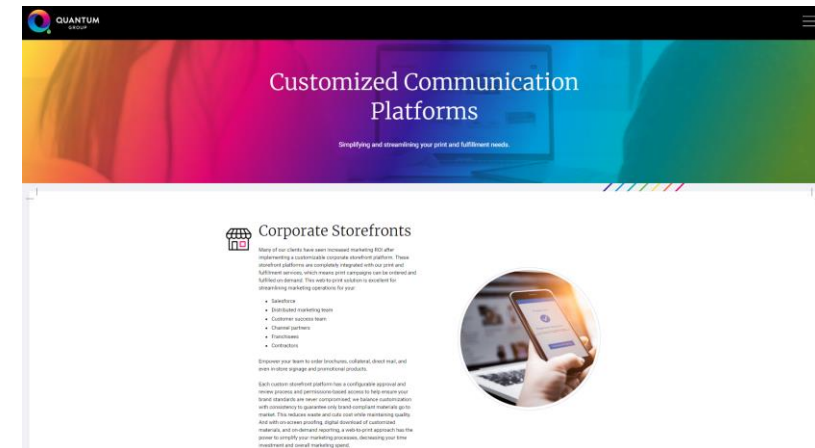 QUANTUM
GROUP
Customized Communication
Platforms
Simplifying and streamlining your print and fulfillment needs.
Corporate Storefronts
Many of our clients have seen increased marketing ROI after
implementing a customizable corporate storefront platform. These
storefront platforms are completely integrated with our print and
fulfillment services, which means print campaigns can be ordered and
fulfilled on demand. This web-to-print solution is excellent for
streamlining marketing operations for your:
• Salesforce
• Distributed marketing team
• Customer success team
• Channel partners
• Franchisees
• Contractors
Empower your team to order brochures, collateral, direct mail, and
even in-store signage and promotional products.
Each custom storefront platform has a configurable approval and
review process and permissions-based access to help ensure your
brand standards are never compromised; we balance customization
with consistency to guarantee only brand-compliant materials go to
market. This reduces waste and cuts cost while maintaining quality.
And with on-screen proofing, digital download of customized
materials, and on-demand reporting, a web-to-print approach has the
power to simplify your marketing processes, decreasing your time
investment and overall marketing spend.